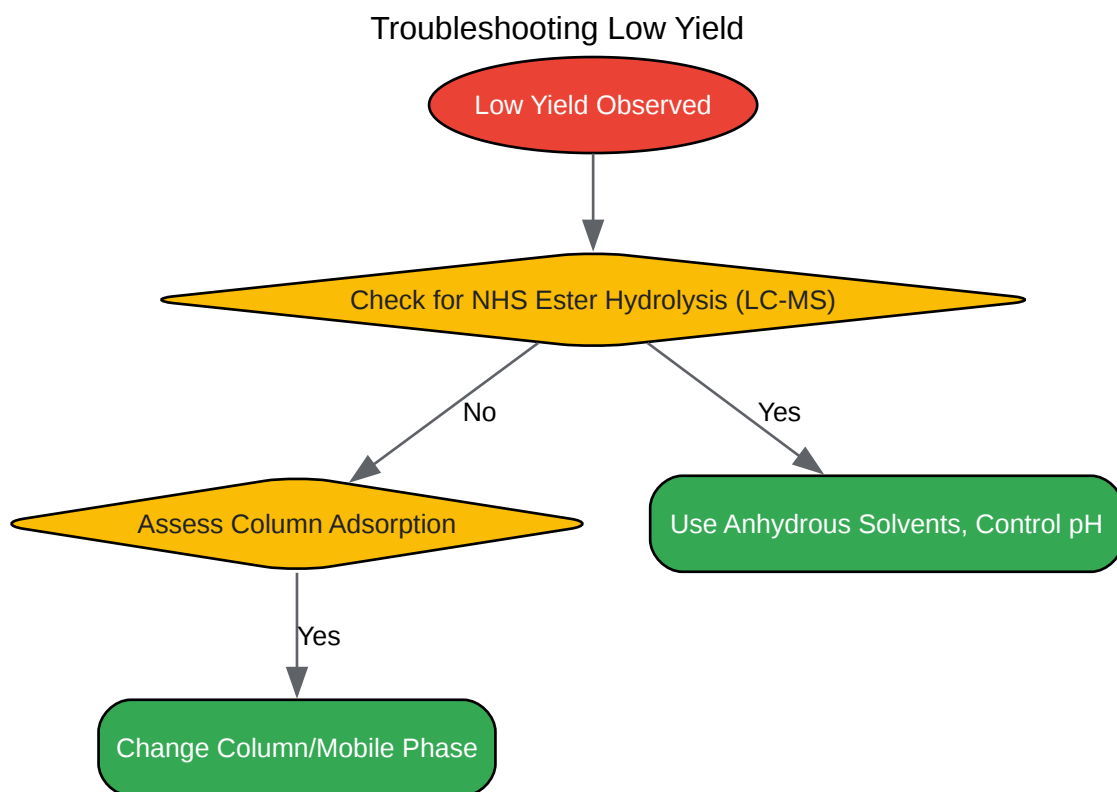 Troubleshooting Low Yield
Low Yield Observed
Check for NHS Ester Hydrolysis (LC-MS)
No
Yes
Assess Column Adsorption
Use Anhydrous Solvents, Control pH
Yes
Change Column/Mobile Phase